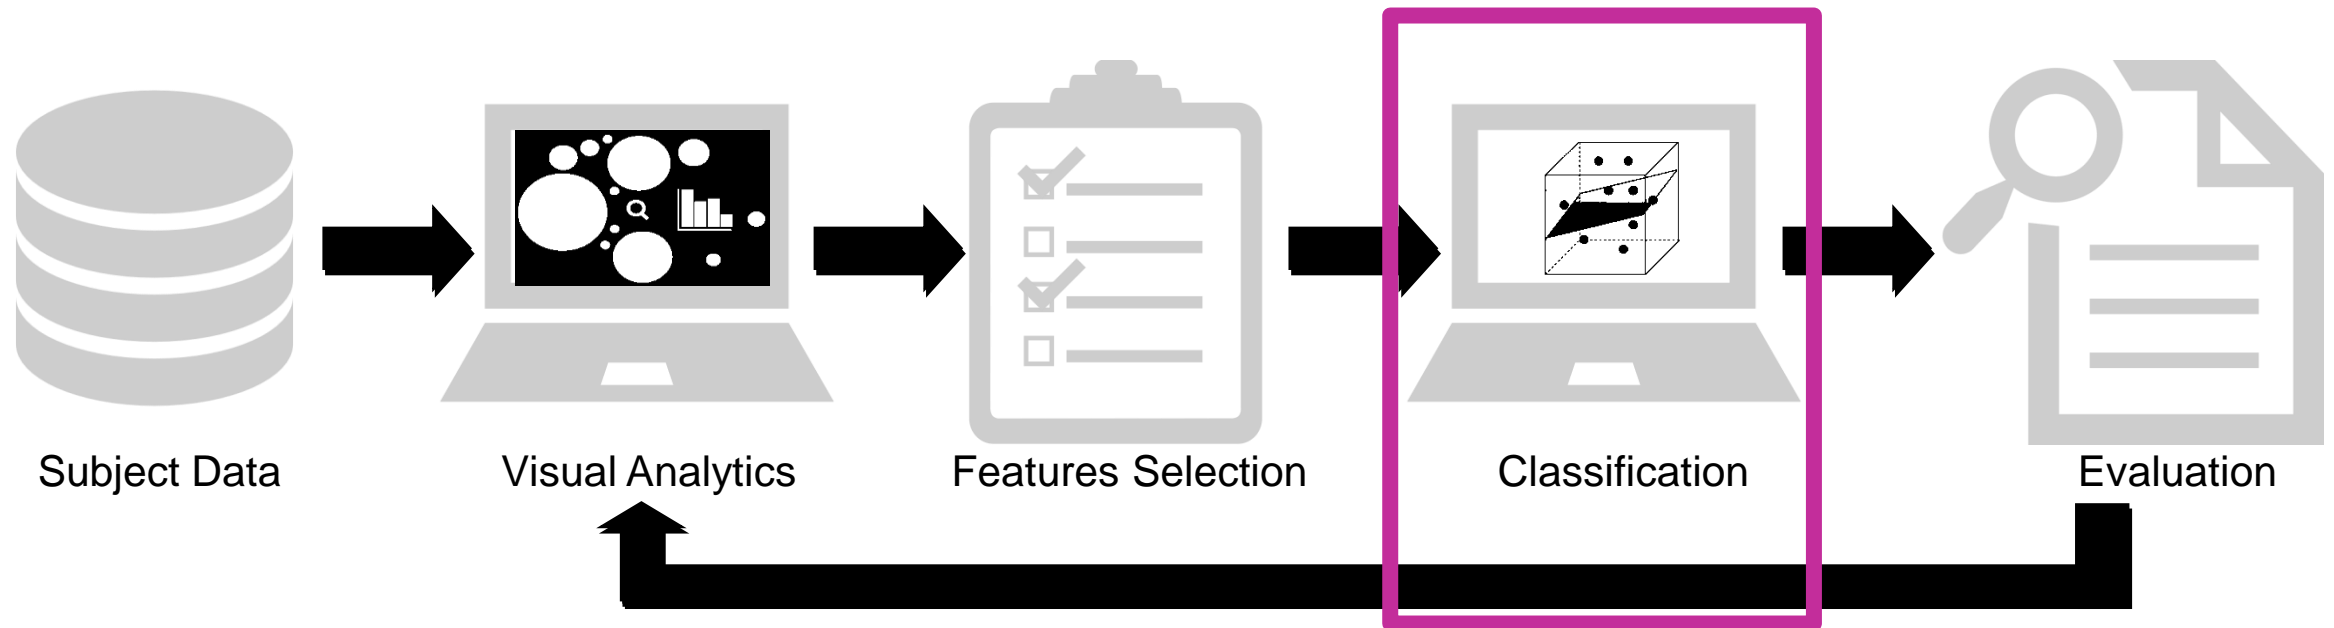 Subject Data
Visual Analytics
Features Selection
Classification
Evaluation